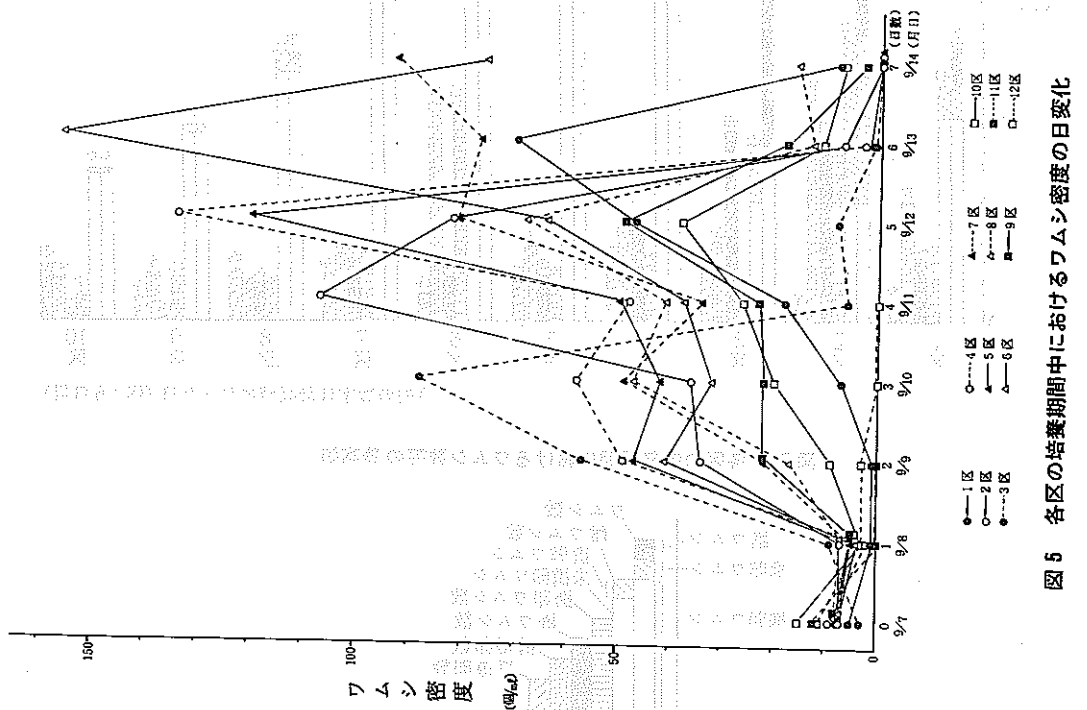 ワムシ密度
(個/㎖)
150
100
50
0
0 1 2 3 4 5 6 7 (日数)
9/7 9/8 9/9 9/10 9/11 9/12 9/13 9/14 (月日)
1区 4区 7区 10区
2区 5区 8区 11区
3区 6区 9区 12区
図5 各区の培養期間中におけるワムシ密度の日変化